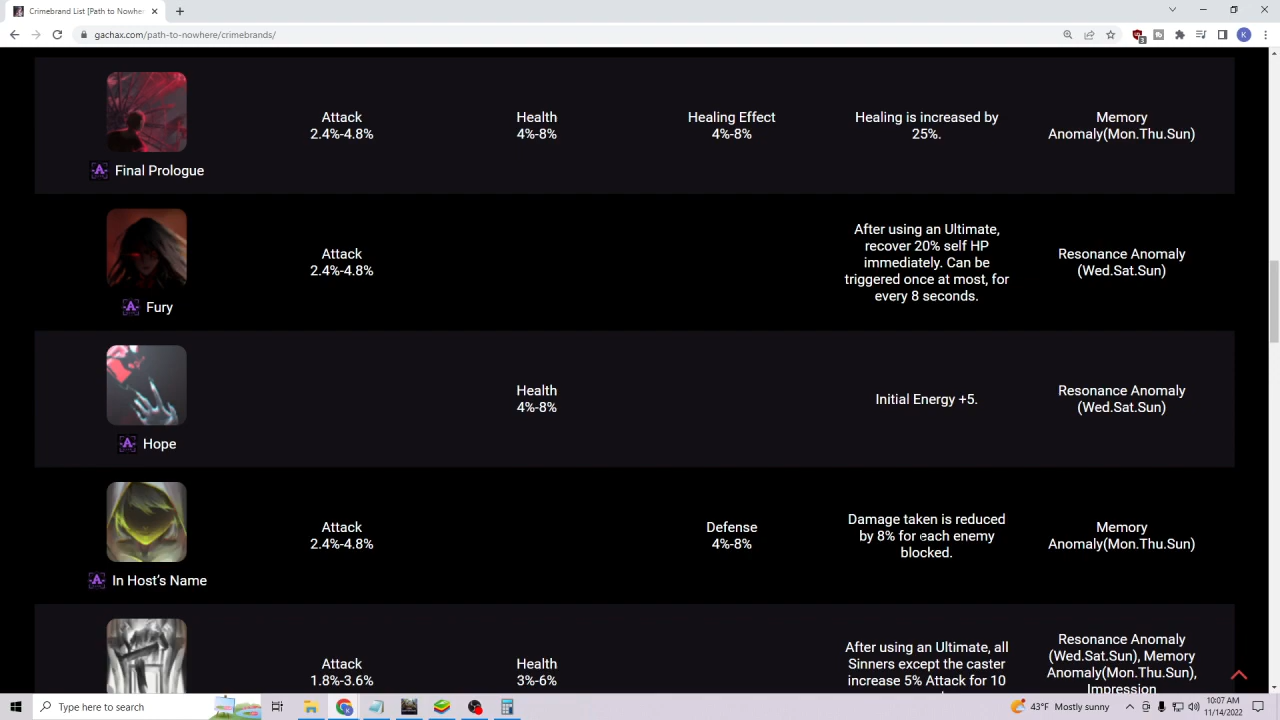 Crimebrand List [Path to Nowher
gachax.com/path-to-nowhere/crimebrands/
3
K
Attack
2.4%-4.8%
Health
4%-8%
Healing Effect
4%-8%
Healing is increased by
25%.
Memory
Anomaly(Mon.Thu.Sun)
A Final Prologue
Attack
2.4%-4.8%
After using an Ultimate,
recover 20% self HP
immediately. Can be
triggered once at most, for
every 8 seconds.
Resonance Anomaly
(Wed.Sat.Sun)
A Fury
Health
4%-8%
Initial Energy +5.
Resonance Anomaly
(Wed.Sat.Sun)
A Hope
Attack
2.4%-4.8%
Defense
4%-8%
Damage taken is reduced
by 8% for each enemy
blocked.
Memory
Anomaly(Mon.Thu.Sun)
A In Host's Name
Attack
1.8%-3.6%
Health
3%-6%
After using an Ultimate, all
Sinners except the caster
increase 5% Attack for 10
Resonance Anomaly
(Wed.Sat.Sun), Memory
Anomaly(Mon.Thu.Sun),
Impression
Type here to search
43°F Mostly sunny
10:07 AM
11/14/2022